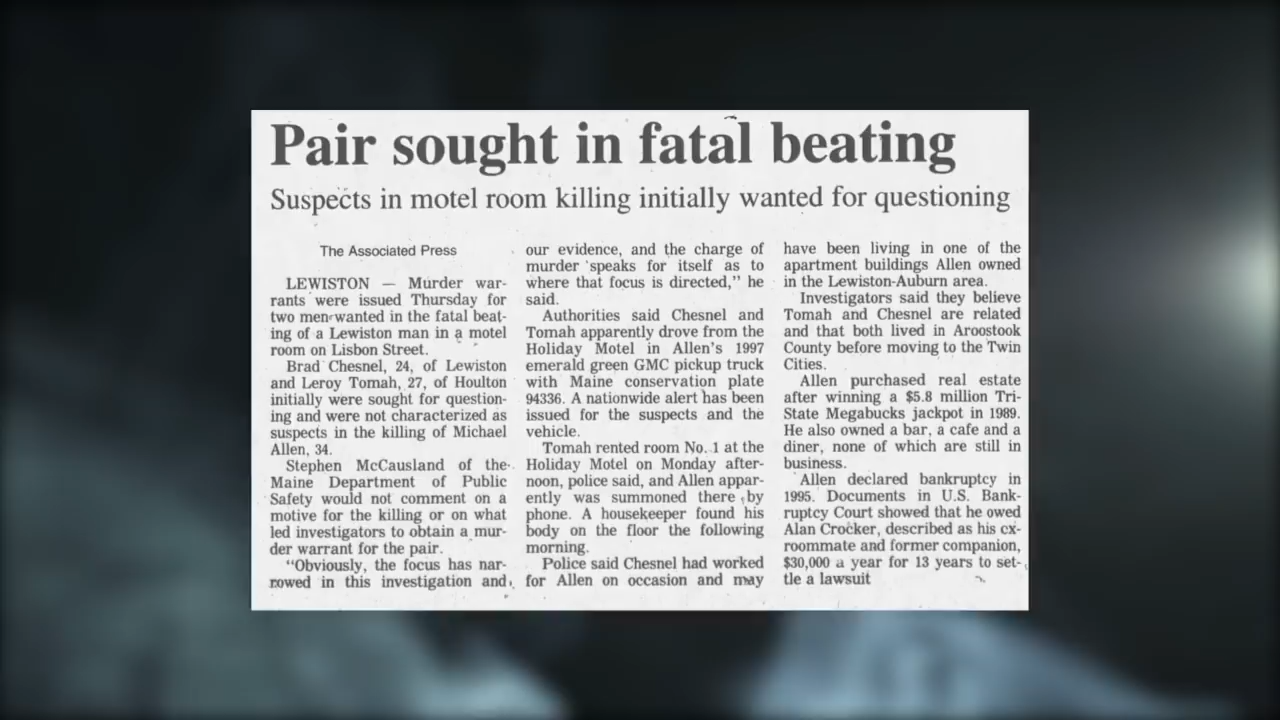 Pair sought in fatal beating
Suspects in motel room killing initially wanted for questioning
The Associated Press
LEWISTON — Murder war-
rants were issued Thursday for
two men wanted in the fatal beat-
ing of a Lewiston man in a motel
room on Lisbon Street.
Brad Chesnel, 24, of Lewiston
and Leroy Tomah, 27, of Houlton
initially were sought for question-
ing and were not characterized as
suspects in the killing of Michael
Allen, 34.
Stephen McCausland of the
Maine Department of Public
Safety would not comment on a
motive for the killing or on what
led investigators to obtain a mur-
der warrant for the pair.
“Obviously, the focus has nar-
rowed in this investigation and
our evidence, and the charge of
murder speaks for itself as to
where that focus is directed,” he
said.
Authorities said Chesnel and
Tomah apparently drove from the
Holiday Motel in Allen's 1997
emerald green GMC pickup truck
with Maine conservation plate
94336. A nationwide alert has been
issued for the suspects and the
vehicle.
Tomah rented room No. 1 at the
Holiday Motel on Monday after-
noon, police said, and Allen appar-
ently was summoned there by
phone. A housekeeper found his
body on the floor the following
morning.
Police said Chesnel had worked
for Allen on occasion and may
have been living in one of the
apartment buildings Allen owned
in the Lewiston-Auburn area.
Investigators said they believe
Tomah and Chesnel are related
and that both lived in Aroostook
County before moving to the Twin
Cities.
Allen purchased real estate
after winning a $5.8 million Tri-
State Megabucks jackpot in 1989.
He also owned a bar, a cafe and a
diner, none of which are still in
business.
Allen declared bankruptcy in
1995. Documents in U.S. Bank-
ruptcy Court showed that he owed
Alan Crocker, described as his ex-
roommate and former companion,
$30,000 a year for 13 years to set-
tle a lawsuit